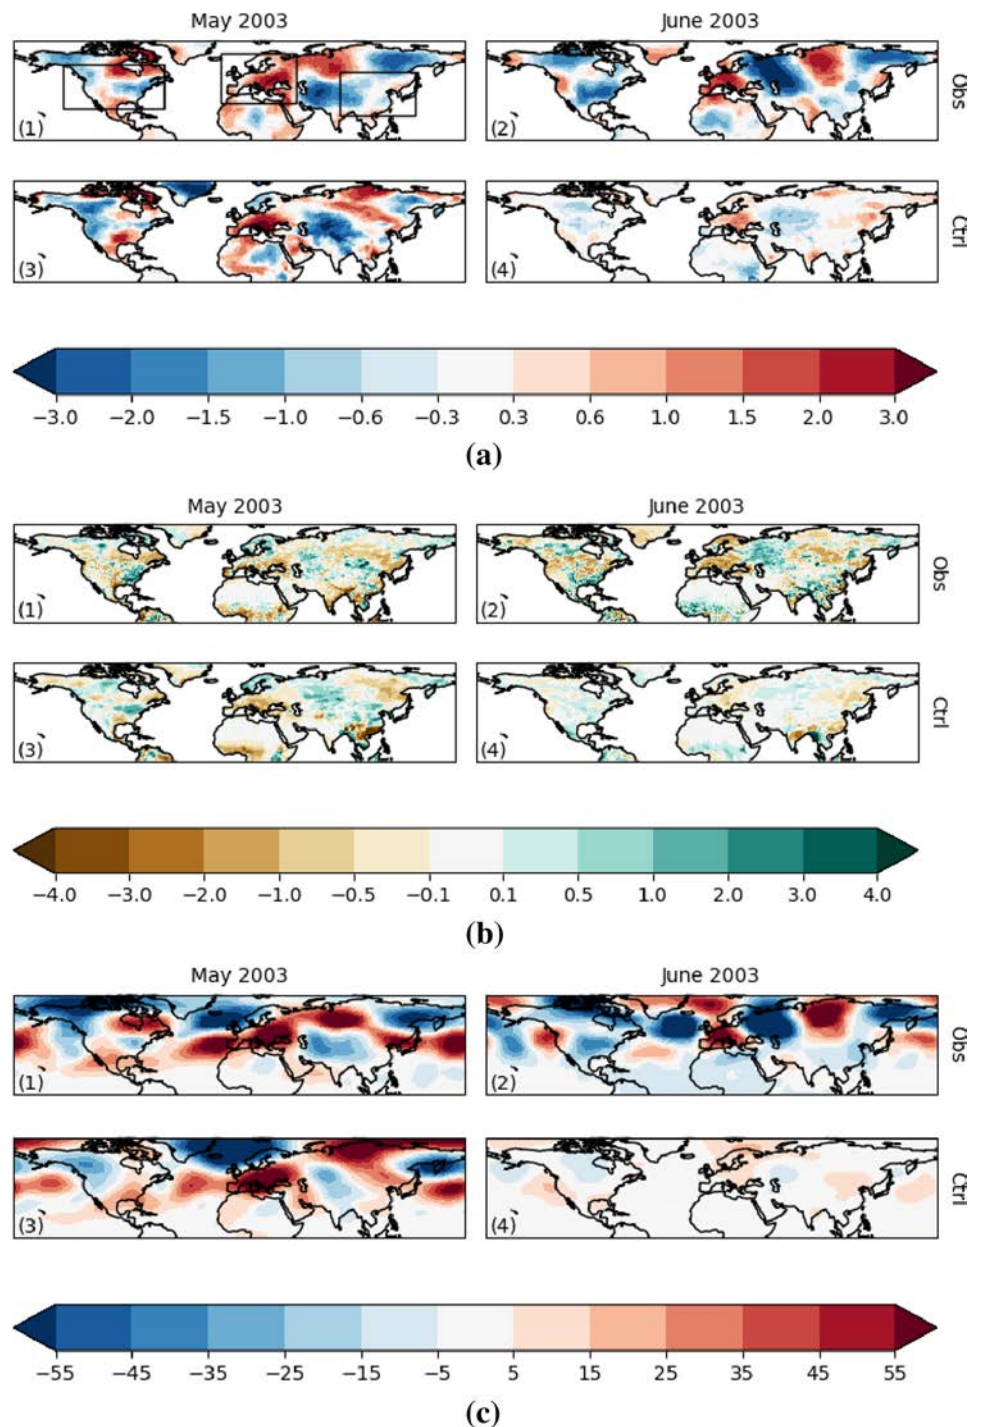 May 2003 June 2003
(1) (2) Obs
(3) (4) Ctrl
−3.0 −2.0 −1.5 −1.0 −0.6 −0.3 0.3 0.6 1.0 1.5 2.0 3.0
(a)
May 2003 June 2003
(1) (2) obs
(3) (4) Ctrl
−4.0 −3.0 −2.0 −1.0 −0.5 −0.1 0.1 0.5 1.0 2.0 3.0 4.0
(b)
May 2003 June 2003
(1) (2) Obs
(3) (4) Ctrl
−55 −45 −35 −25 −15 −5 5 15 25 35 45 55
(c)